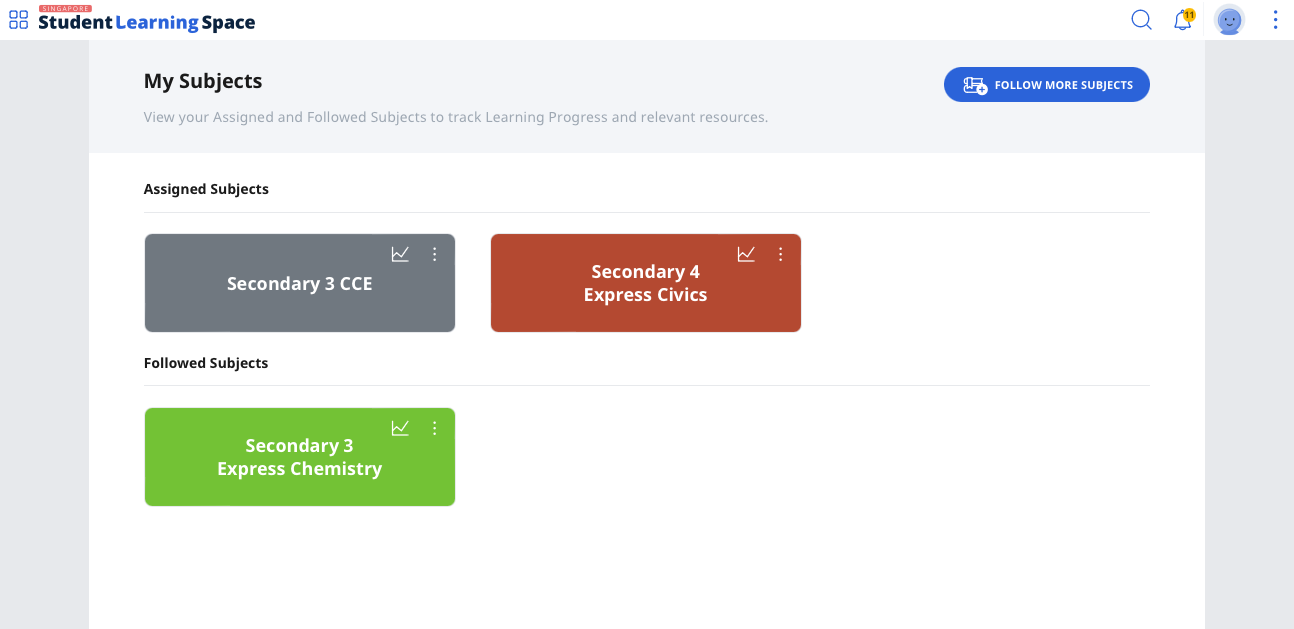 SINGAPORE
Student Learning Space
11
My Subjects
FOLLOW MORE SUBJECTS
View your Assigned and Followed Subjects to track Learning Progress and relevant resources.
Assigned Subjects
Secondary 3 CCE
Secondary 4
Express Civics
Followed Subjects
Secondary 3
Express Chemistry